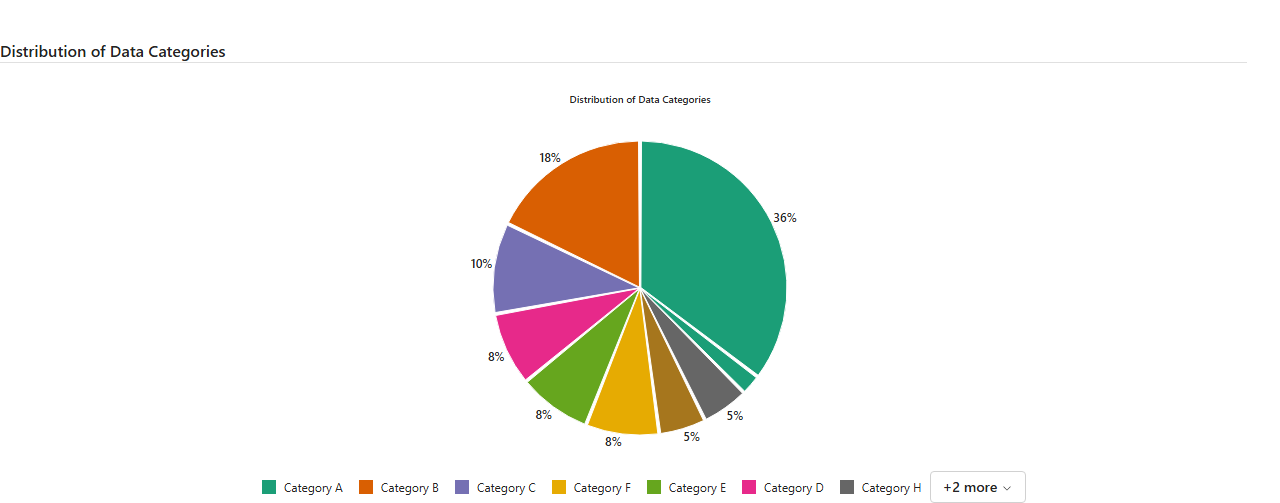 Distribution of Data Categories
Distribution of Data Categories
18%
36%
10%
8%
8%
8%
5%
5%
Category A Category B Category C Category F Category E Category D Category H +2 more